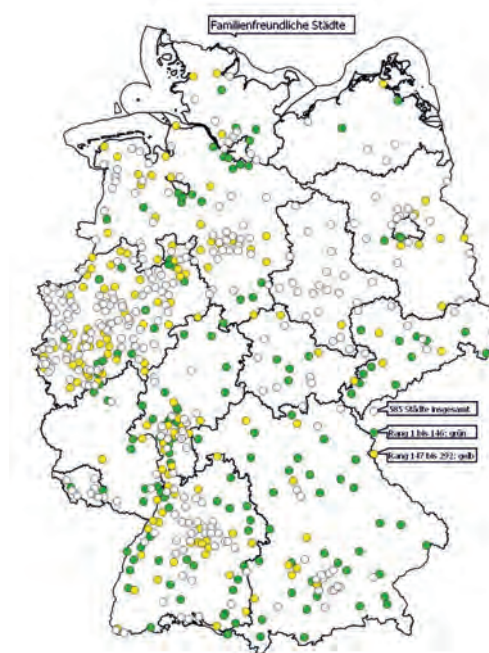 Familienfreundliche Städte
585 Städte insgesamt
Rang 1 bis 146: grün
Rang 147 bis 292: gelb